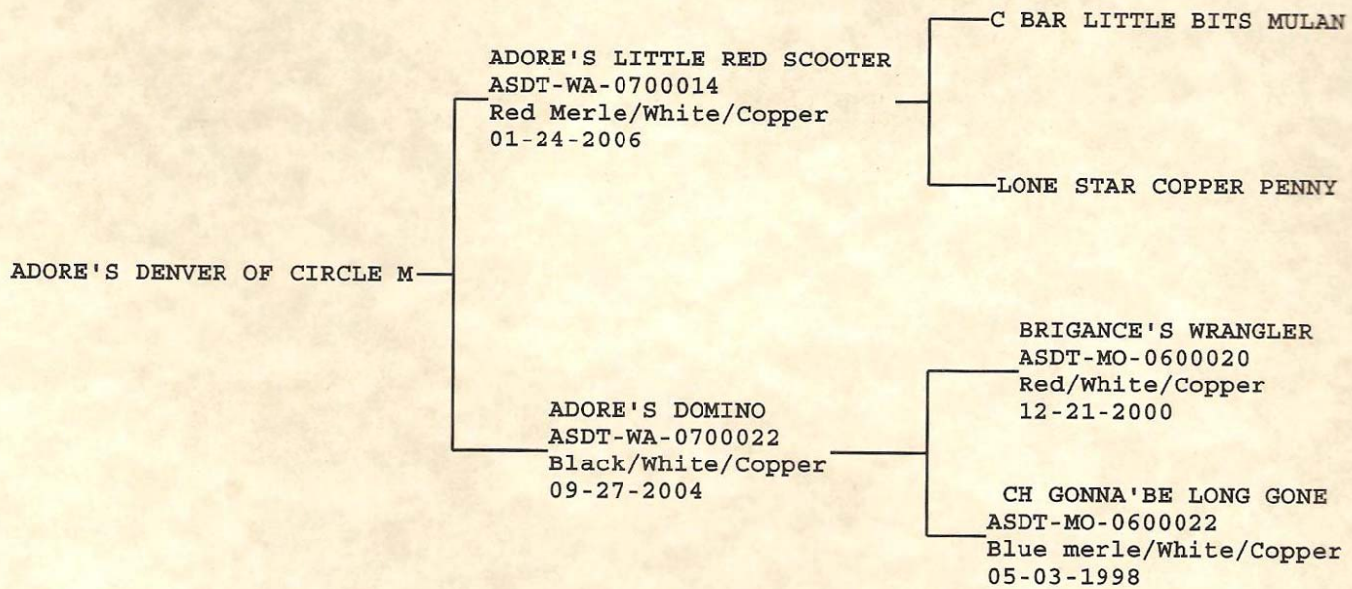 C BAR LITTLE BITS MULAN
ADORE'S LITTLE RED SCOOTER
ASDT-WA-0700014
Red Merle/White/Copper
01-24-2006
LONE STAR COPPER PENNY
ADORE'S DENVER OF CIRCLE M
BRIGANCE'S WRANGLER
ASDT-MO-0600020
Red/White/Copper
12-21-2000
ADORE'S DOMINO
ASDT-WA-0700022
Black/White/Copper
09-27-2004
CH GONNA'BE LONG GONE
ASDT-MO-0600022
Blue merle/White/Copper
05-03-1998